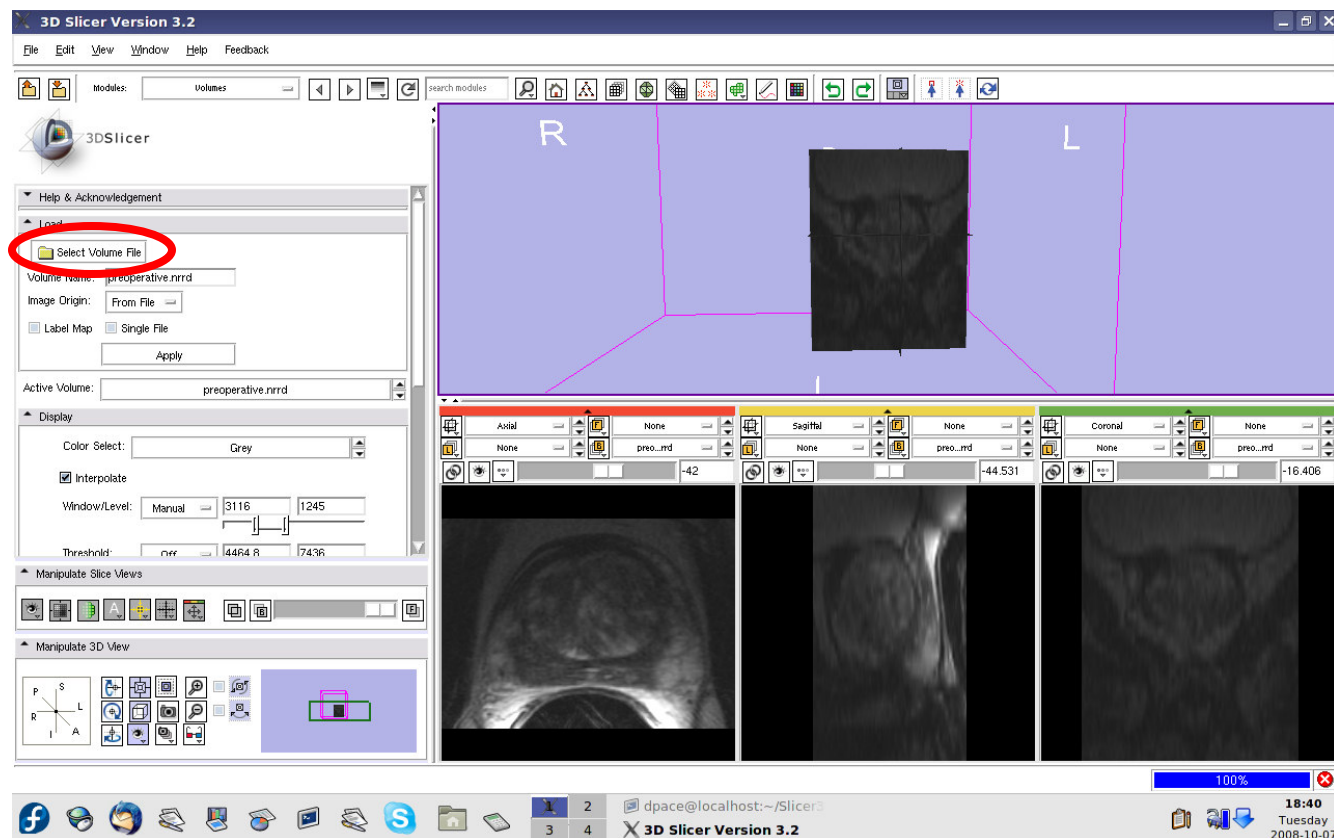 3D Slicer Version 3.2
File Edit View Window Help Feedback
Modules: Volumes search modules
3DSlicer
Help & Acknowledgement
Load
Select Volume File
Volume Name: preoperative.nrrd
Image Origin: From File
Label Map Single File
Apply
Active Volume: preoperative.nrrd
Display
Color Select: Grey
Interpolate
Window/Level: Manual 3116 1245
Threshold: Off 4464.8 7436
Manipulate Slice Views
A B F
Manipulate 3D View
P S
R L
I A
R L
I
Axial F None
L None B preo...rrd
-42
Sagittal F None
L None B preo...rrd
-44.531
Coronal F None
L None B preo...rrd
-16.406
100%
1 2
3 4
dpace@localhost:~/Slicer3
3D Slicer Version 3.2
18:40
Tuesday
2008-10-07